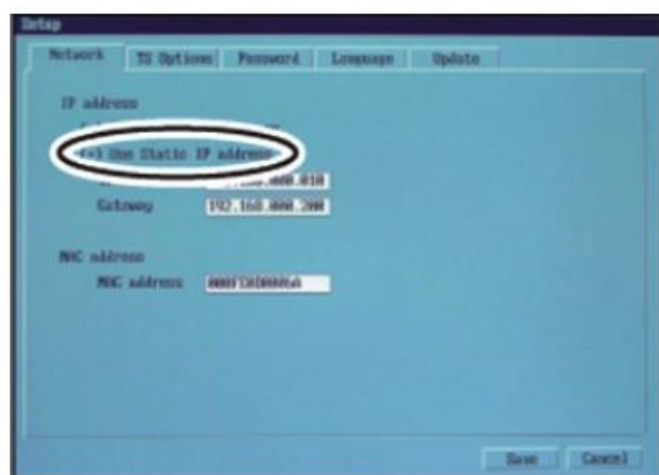 Setup
Network TS Options Password Language Update
IP address
(•) Use Static IP address
Gateway 192.168.000.200
MAC address
MAC address
Save Cancel